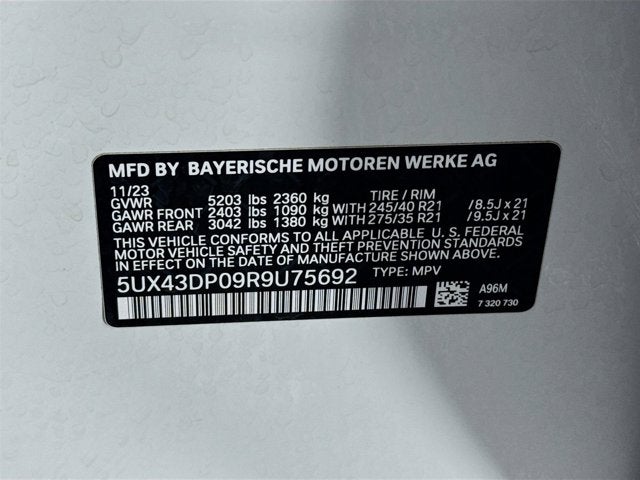 MFD BY BAYERISCHE MOTOREN WERKE AG
11/23 TIRE / RIM
GVWR 5203 lbs 2360 kg
GAWR FRONT 2403 lbs 1090 kg WITH 245/40 R21 /8.5J x 21
GAWR REAR 3042 lbs 1380 kg WITH 275/35 R21 /9.5J x 21
THIS VEHICLE CONFORMS TO ALL APPLICABLE U. S. FEDERAL
MOTOR VEHICLE SAFETY AND THEFT PREVENTION STANDARDS
IN EFFECT ON THE DATE OF MANUFACTURE SHOWN ABOVE.
5UX43DP09R9U75692 TYPE: MPV
A96M
7 320 730